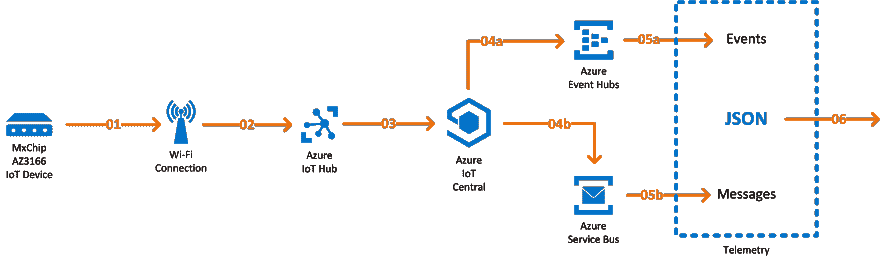 04a
05a
Events
Azure
Event Hubs
01
02
03
04b
JSON
06
MxChip
AZ3166
IoT Device
Wi-Fi
Connection
Azure
IoT Hub
Azure
IoT
Central
05b
Messages
Azure
Service Bus
Telemetry